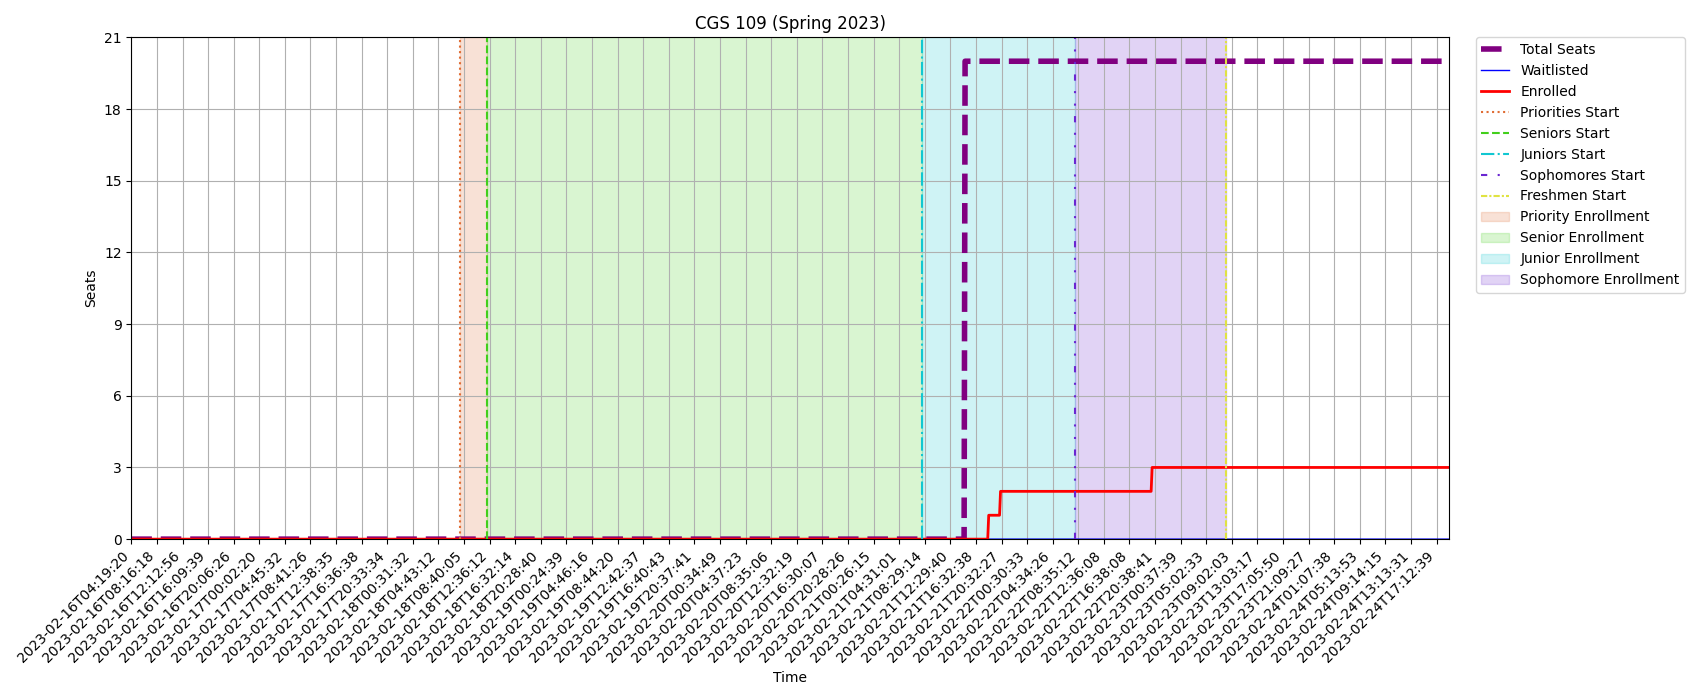 CGS 109 (Spring 2023)
Seats
21
18
15
12
9
6
3
0
2023-02-16T04:19:20
2023-02-16T08:16:18
2023-02-16T12:12:56
2023-02-16T16:09:39
2023-02-16T20:06:26
2023-02-17T00:02:20
2023-02-17T04:45:32
2023-02-17T08:41:26
2023-02-17T12:38:35
2023-02-17T16:36:38
2023-02-17T20:33:34
2023-02-18T00:31:32
2023-02-18T04:43:12
2023-02-18T08:40:05
2023-02-18T12:36:12
2023-02-18T16:32:14
2023-02-18T20:28:40
2023-02-19T00:24:39
2023-02-19T04:46:16
2023-02-19T08:44:20
2023-02-19T12:42:37
2023-02-19T16:40:43
2023-02-19T20:37:41
2023-02-20T00:34:49
2023-02-20T04:37:23
2023-02-20T08:35:06
2023-02-20T12:32:19
2023-02-20T16:30:07
2023-02-20T20:28:26
2023-02-21T00:26:15
2023-02-21T04:31:01
2023-02-21T08:29:14
2023-02-21T12:29:40
2023-02-21T16:32:38
2023-02-21T20:32:27
2023-02-22T00:30:33
2023-02-22T04:34:26
2023-02-22T08:35:12
2023-02-22T12:36:08
2023-02-22T16:38:08
2023-02-22T20:38:41
2023-02-23T00:37:39
2023-02-23T05:02:33
2023-02-23T09:02:03
2023-02-23T13:03:17
2023-02-23T17:05:50
2023-02-23T21:09:27
2023-02-24T01:07:38
2023-02-24T05:13:53
2023-02-24T09:14:15
2023-02-24T13:13:31
2023-02-24T17:12:39
Time
Total Seats
Waitlisted
Enrolled
Priorities Start
Seniors Start
Juniors Start
Sophomores Start
Freshmen Start
Priority Enrollment
Senior Enrollment
Junior Enrollment
Sophomore Enrollment